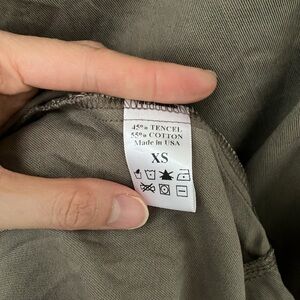 45% TENCEL
55% COTTON
Made in USA
XS